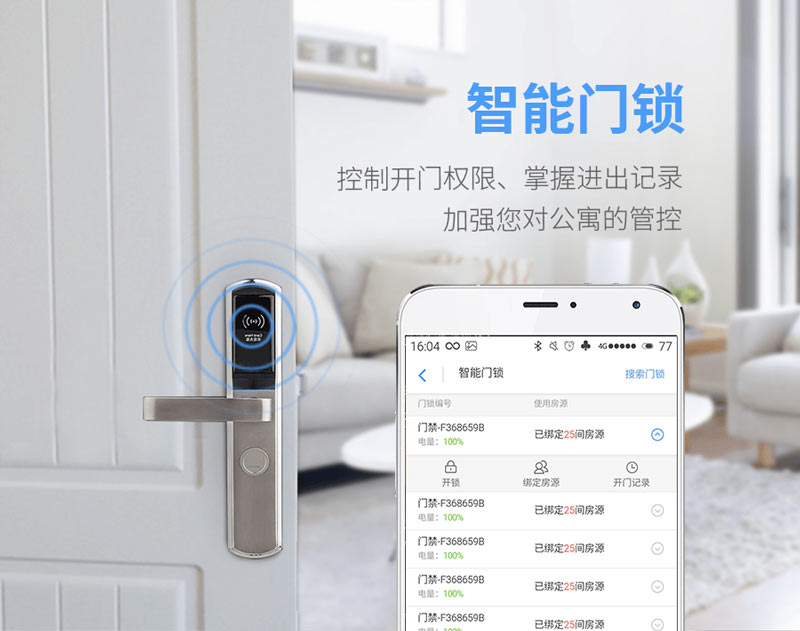 智能门锁
控制开门权限、掌握进出记录
加强您对公寓的管控
16:04
4G
77
智能门锁
搜索门锁
门锁编号
使用房源
门禁-F368659B
电量：100%
已绑定25间房源
开锁
绑定房源
开门记录
门禁-F368659B
电量：100%
已绑定25间房源
门禁-F368659B
电量：100%
已绑定25间房源
门禁-F368659B
电量：100%
已绑定25间房源
门禁-F368659B
已绑定25间房源